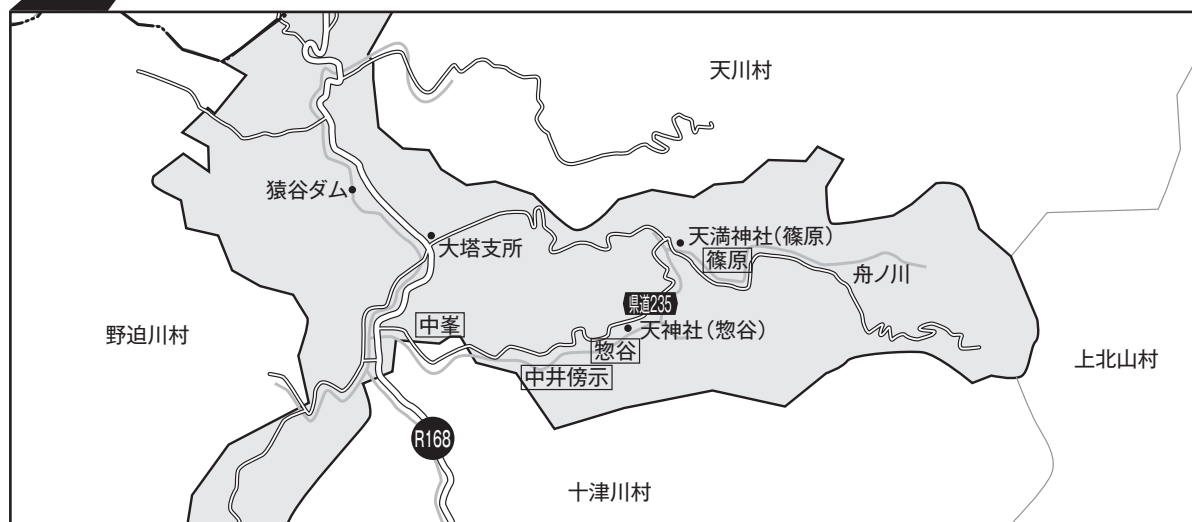 天川村
猿谷ダム
大塔支所
天満神社（篠原）
篠原
舟ノ川
県道235
中峯
天神社（惣谷）
野迫川村
惣谷
上北山村
中井傍示
R168
十津川村